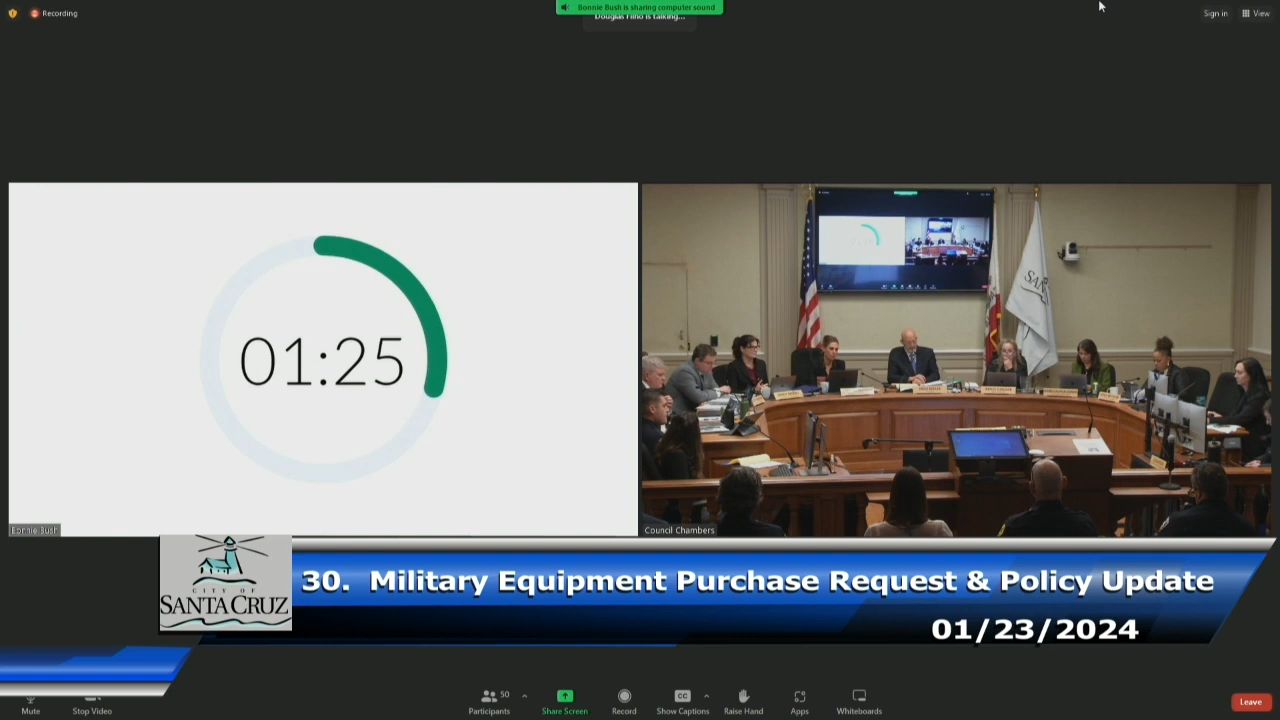 Recording
Bonnie Bush is sharing computer sound
is talking...
Sign in
View
01:25
Bonnie Bush
Council Chambers
CITY OF
SANTA CRUZ
30. Military Equipment Purchase Request & Policy Update
01/23/2024
Mute
Stop Video
Participants
50
Share Screen
CC
Record
Show Captions
Raise Hand
Apps
Whiteboards
Leave